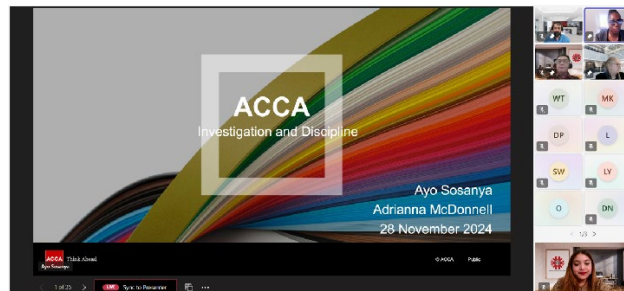 ACCA
Investigation and Discipline
Ayo Sosanya
Adrianna McDonnell
28 November 2024
ACCA Think Ahead
Ayo Sosanya
© ACCA Public
1 of 25
LIVE Sync to Presenter
WT
MK
DP
L
SW
LY
O
DN
1/3